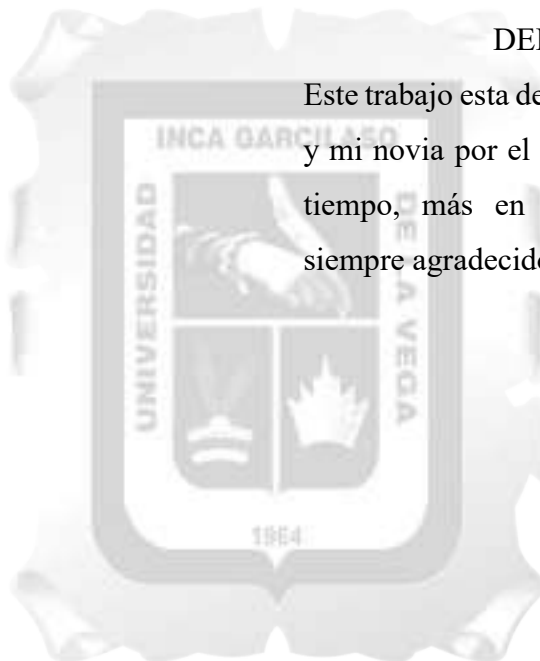 DE
Este trabajo esta de
y mi novia por el
tiempo, más en
siempre agradecido
INCA GARCILASO
UNIVERSIDAD
DE LA VEGA
1964